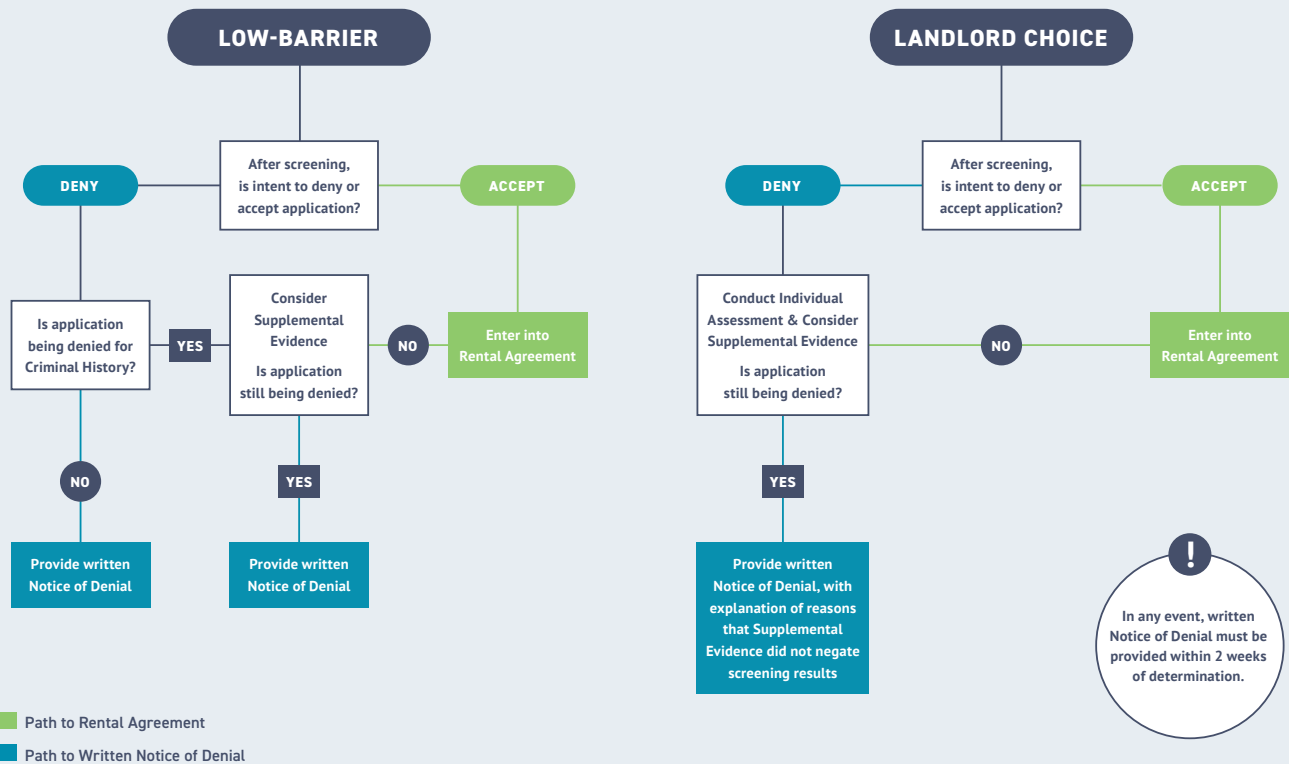 LOW-BARRIER
After screening,
is intent to deny or
accept application?
DENY
ACCEPT
Is application
being denied for
Criminal History?
YES
Consider
Supplemental
Evidence
Is application
still being denied?
NO
Enter into
Rental Agreement
NO
YES
Provide written
Notice of Denial
Provide written
Notice of Denial
LANDLORD CHOICE
After screening,
is intent to deny or
accept application?
DENY
ACCEPT
Conduct Individual
Assessment & Consider
Supplemental Evidence
Is application
still being denied?
NO
Enter into
Rental Agreement
YES
Provide written
Notice of Denial, with
explanation of reasons
that Supplemental
Evidence did not negate
screening results
!
In any event, written
Notice of Denial must be
provided within 2 weeks
of determination.
Path to Rental Agreement
Path to Written Notice of Denial